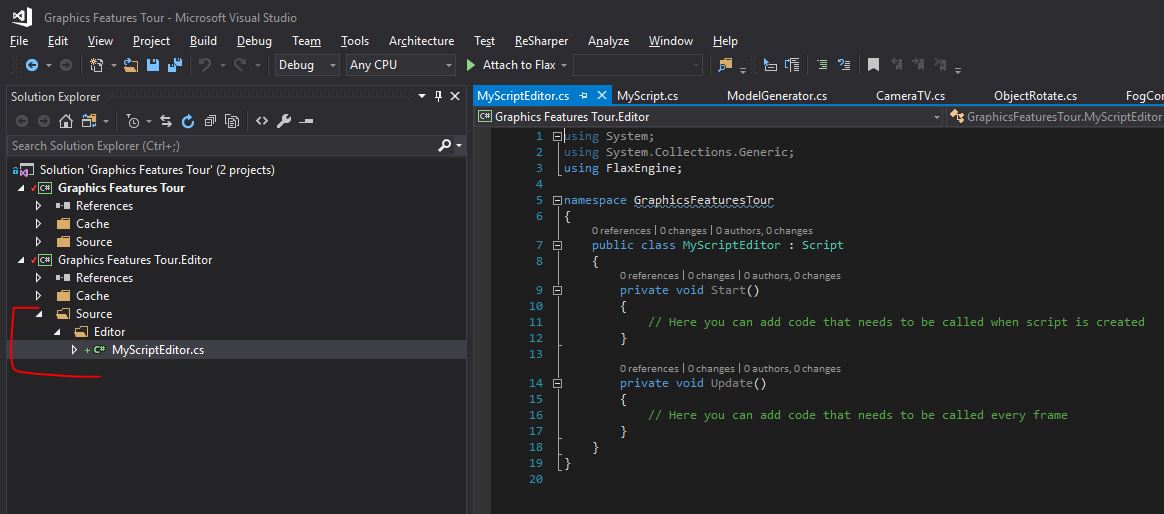 Graphics Features Tour - Microsoft Visual Studio
File Edit View Project Build Debug Team Tools Architecture Test ReSharper Analyze Window Help
Debug Any CPU Attach to Flax
Solution Explorer
Search Solution Explorer (Ctrl+;)
Solution 'Graphics Features Tour' (2 projects)
C# Graphics Features Tour
References
Cache
Source
C# Graphics Features Tour.Editor
References
Cache
Source
Editor
+ C# MyScriptEditor.cs
MyScriptEditor.cs MyScript.cs ModelGenerator.cs CameraTV.cs ObjectRotate.cs FogCor
C# Graphics Features Tour.Editor GraphicsFeaturesTour.MyScriptEditor
1 using System;
2 using System.Collections.Generic;
3 using FlaxEngine;
4
5 namespace GraphicsFeaturesTour
6 {
0 references | 0 changes | 0 authors, 0 changes
7 public class MyScriptEditor : Script
8 {
0 references | 0 changes | 0 authors, 0 changes
9 private void Start()
10 {
11 // Here you can add code that needs to be called when script is created
12 }
13
0 references | 0 changes | 0 authors, 0 changes
14 private void Update()
15 {
16 // Here you can add code that needs to be called every frame
17 }
18 }
19 }
20